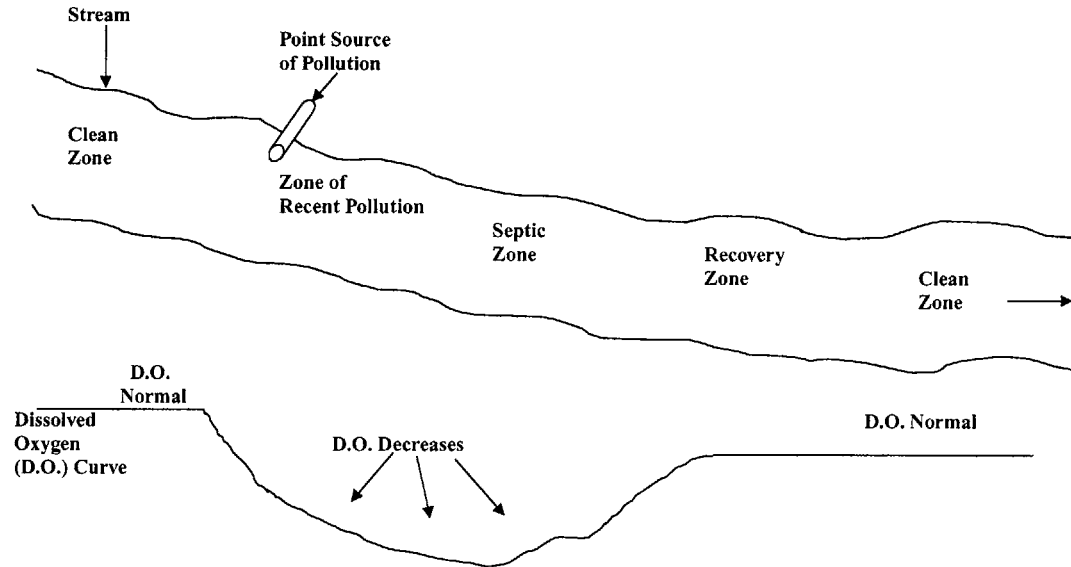 Stream
Point Source
of Pollution
Clean
Zone
Zone of
Recent Pollution
Septic
Zone
Recovery
Zone
Clean
Zone
D.O.
Normal
Dissolved
Oxygen
(D.O.) Curve
D.O. Decreases
D.O. Normal